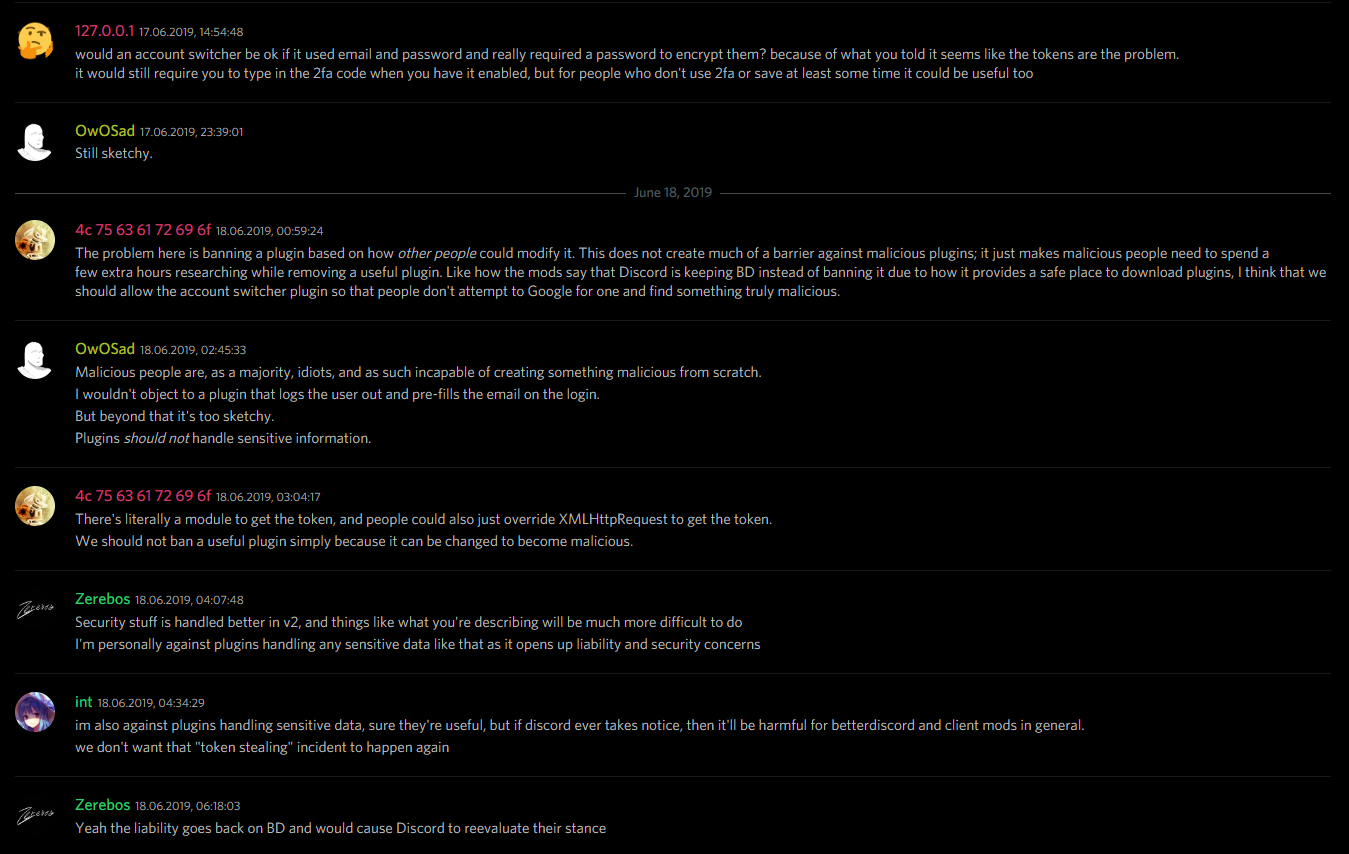 127.0.0.1 17.06.2019, 14:54:48
would an account switcher be ok if it used email and password and really required a password to encrypt them? because of what you told it seems like the tokens are the problem.
it would still require you to type in the 2fa code when you have it enabled, but for people who don't use 2fa or save at least some time it could be useful too
OwOSad 17.06.2019, 23:39:01
Still sketchy.
June 18, 2019
4c 75 63 61 72 69 6f 18.06.2019, 00:59:24
The problem here is banning a plugin based on how other people could modify it. This does not create much of a barrier against malicious plugins; it just makes malicious people need to spend a
few extra hours researching while removing a useful plugin. Like how the mods say that Discord is keeping BD instead of banning it due to how it provides a safe place to download plugins, I think that we
should allow the account switcher plugin so that people don't attempt to Google for one and find something truly malicious.
OwOSad 18.06.2019, 02:45:33
Malicious people are, as a majority, idiots, and as such incapable of creating something malicious from scratch.
I wouldn't object to a plugin that logs the user out and pre-fills the email on the login.
But beyond that it's too sketchy.
Plugins should not handle sensitive information.
4c 75 63 61 72 69 6f 18.06.2019, 03:04:17
There's literally a module to get the token, and people could also just override XMLHttpRequest to get the token.
We should not ban a useful plugin simply because it can be changed to become malicious.
Zerebos
Zerebos 18.06.2019, 04:07:48
Security stuff is handled better in v2, and things like what you're describing will be much more difficult to do
I'm personally against plugins handling any sensitive data like that as it opens up liability and security concerns
int 18.06.2019, 04:34:29
im also against plugins handling sensitive data, sure they're useful, but if discord ever takes notice, then it'll be harmful for betterdiscord and client mods in general.
we don't want that "token stealing" incident to happen again
Zerebos
Zerebos 18.06.2019, 06:18:03
Yeah the liability goes back on BD and would cause Discord to reevaluate their stance